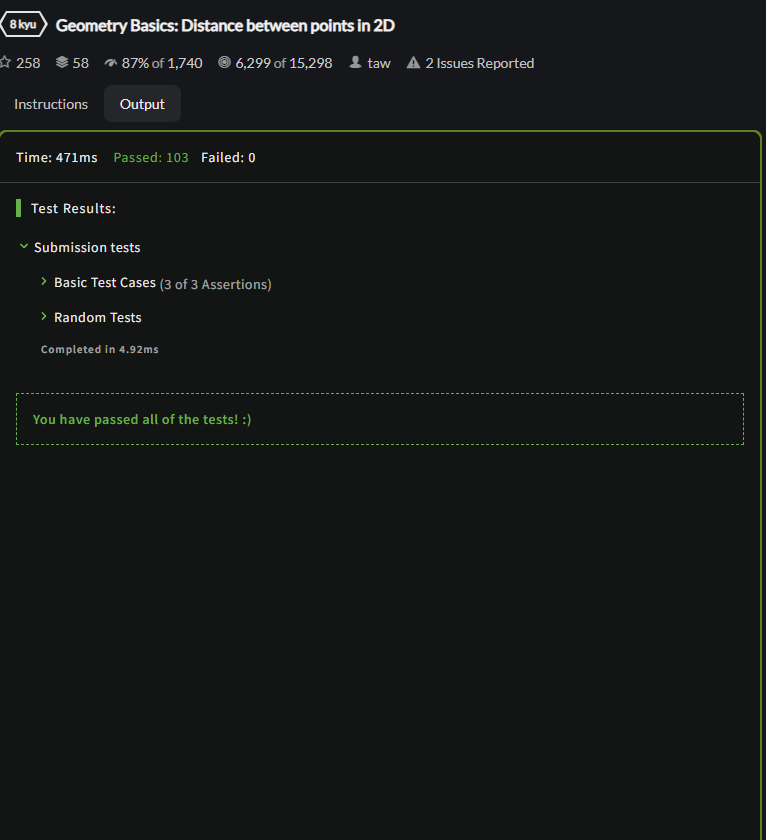 8 kyu Geometry Basics: Distance between points in 2D
258 58 87% of 1,740 6,299 of 15,298 taw 2 Issues Reported
Instructions Output
Time: 471ms Passed: 103 Failed: 0
Test Results:
Submission tests
Basic Test Cases (3 of 3 Assertions)
Random Tests
Completed in 4.92ms
You have passed all of the tests! :)